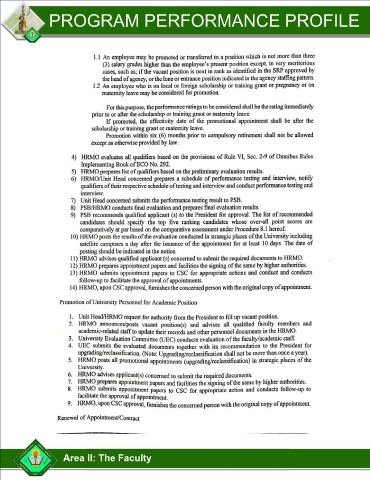 PROGRAM PERFORMANCE PROFILE
1.1 An employee may be promoted or transferred to a position which is not more than three
(3) salary grades higher than the employee's present position except, in very meritorious
cases, such as; if the vacant position is next in rank as identified in the SRP approved by
the head of agency, or the lone or entrance position indicated in the agency staffing pattern.
1.2 An employee who is on local or foreign scholarship or training grant or pregnancy or on
maternity leave may be considered for promotion.
For this purpose, the performance ratings to be considered shall be the rating immediately
prior to or after the scholarship or training grant or maternity leave.
If promoted, the effectivity date of the promotional appointment shall be after the
scholarship or training grant or maternity leave.
Promotion within six (6) months prior to compulsory retirement shall not be allowed
except as otherwise provided by law.
4) HRMO evaluates all qualifiers based on the provisions of Rule VI, Sec. 2-9 of Omnibus Rules
Implementing Book of ECO No. 292.
5) HRMO prepares list of qualifiers based on the preliminary evaluation results.
6) HRMO/Unit Head concerned prepares a schedule of performance testing and interview, notify
qualifiers of their respective schedule of testing and interview and conduct performance testing and
interview.
7) Unit Head concerned submits the performance testing result to PSB.
8) PSB/HRMO conducts final evaluation and prepares final evaluation results.
9) PSB recommends qualified applicant (s) to the President for approval. The list of recommended
candidates should specify the top five ranking candidates whose over-all point scores are
comparatively at par based on the comparative assessment under Procedure 8.1 hereof.
10) HRMO posts the results of the evaluation conducted in strategic places of the University including
satellite campuses a day after the issuance of the appointment for at least 10 days. The date of
posting should be indicated in the notice.
11) HRMO advises qualified applicant (s) concerned to submit the required documents to HRMO.
12) HRMO prepares appointment papers and facilities the signing of the same by higher authorities.
13) HRMO submits appointment papers to CSC for appropriate actions and conduct and conducts
follow-up to facilitate the approval of appointments.
14) HRMO, upon CSC approval, furnishes the concerned person with the original copy of appointment.
Promotion of University Personnel for Academic Position
1. Unit Head/HRMO request for authority from the President to fill up vacant position.
2. HRMO announces/posts vacant position(s) and advises all qualified faculty members and
academic-related staff to update their records and other personnel documents in the HRMO.
3. University Evaluation Committee (UEC) conducts evaluation of the faculty/academic staff.
4. UEC submits the evaluated documents together with its recommendation to the President for
upgrading/reclassification. (Note: Upgrading/reclassification shall not be more than once a year).
5. HRMO posts all promotional appointments (upgrading/reclassification) in strategic places of the
University.
6. HRMO advises applicant(s) concerned to submit the required documents.
7. HRMO prepares appointment papers and facilities the signing of the same by higher authorities.
8. HRMO submits appointment papers to CSC for appropriate action and conducts follow-up to
facilitate the approval of appointment.
9. HRMO, upon CSC approval, furnishes the concerned person with the original copy of appointment.
Renewal of Appointment/Contract
Area II: The Faculty